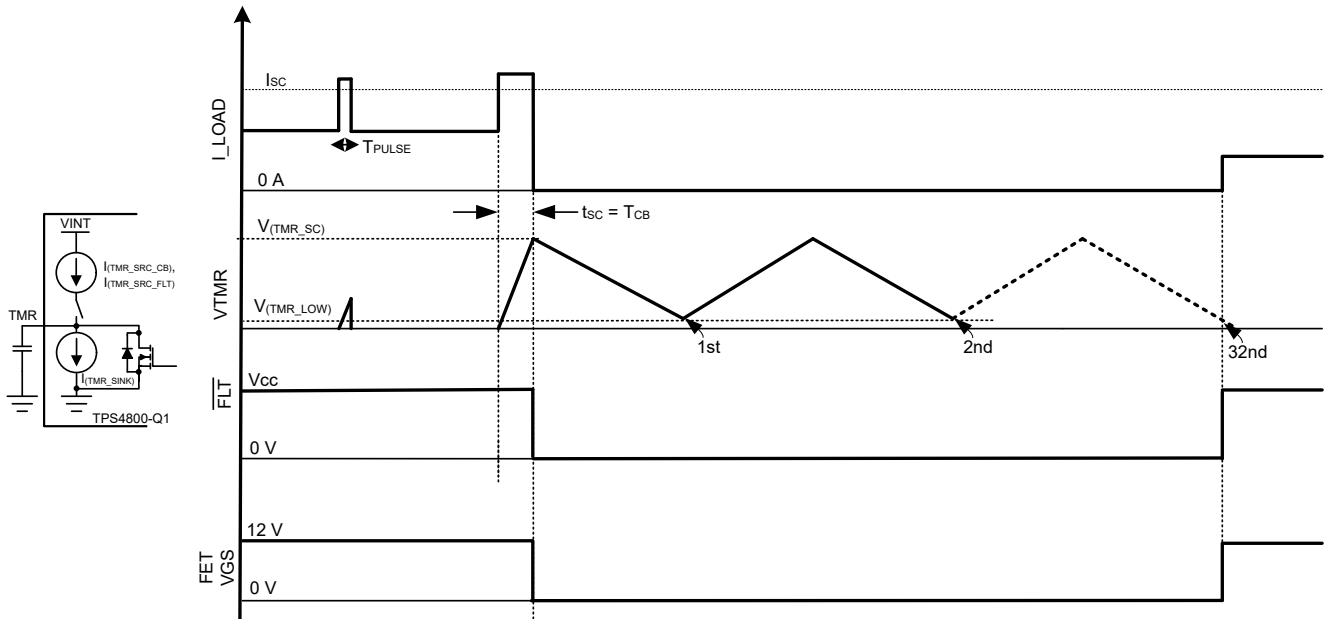 I_LOAD
ISC
TPULSE
0 A
tSC = TCB
VTMR
V(TMR_SC)
V(TMR_LOW)
1st
2nd
32nd
VINT
I(TMR_SRC_CB),
I(TMR_SRC_FLT)
TMR
I(TMR_SINK)
TPS4800-Q1
FLT
Vcc
0 V
FET
VGS
12 V
0 V